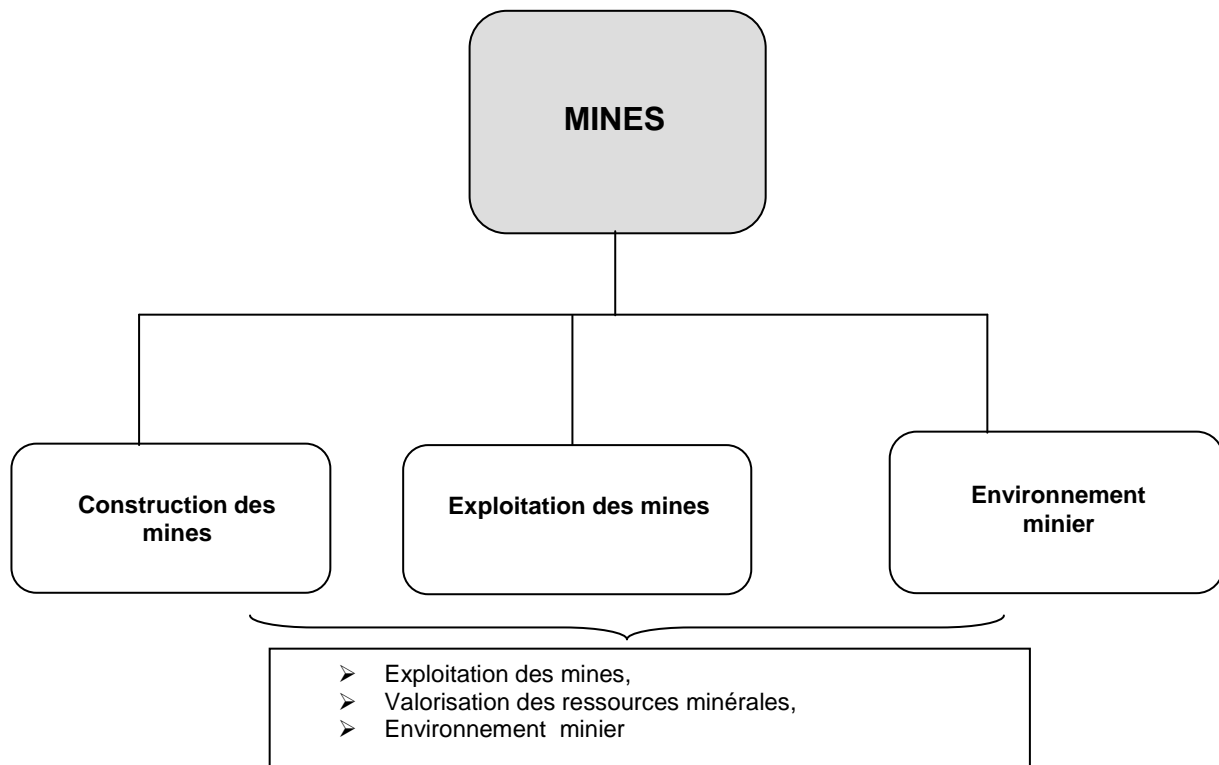 MINES
Construction des
mines
Exploitation des mines
Environnement
minier
➢ Exploitation des mines,
➢ Valorisation des ressources minérales,
➢ Environnement minier